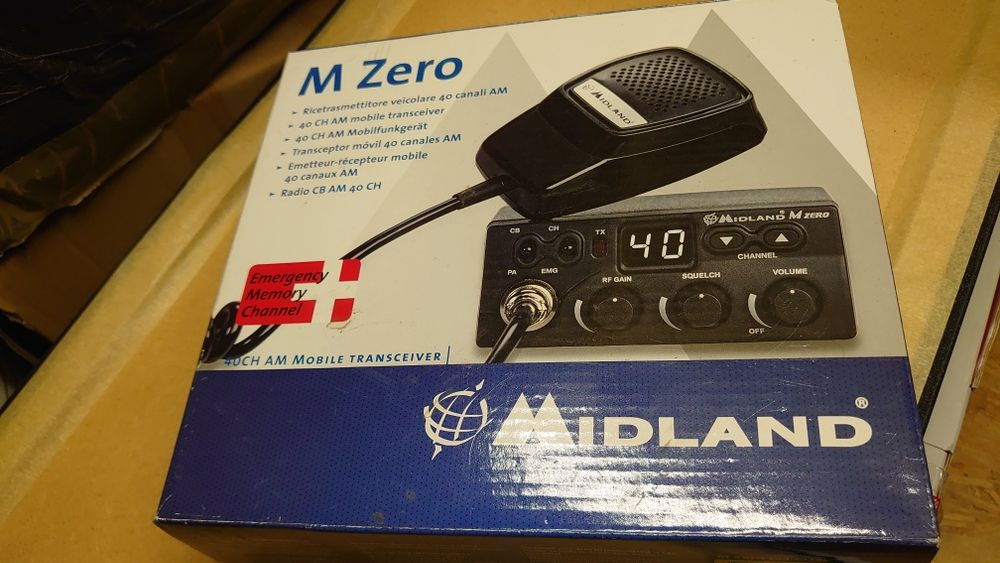 M Zero
► Ricetrasmettitore veicolare 40 canali AM
► 40 CH AM mobile transceiver
► 40 CH AM Mobilfunkgerät
► Transceptor móvil 40 canales AM
► Emetteur-récepteur mobile
40 canaux AM
► Radio CB AM 40 CH
MIDLAND
MIDLAND M ZERO
CB CH TX
40
CHANNEL
PA EMG
RF GAIN SQUELCH VOLUME
OFF
Emergency
Memory
Channel
40CH AM MOBILE TRANSCEIVER
MIDLAND®